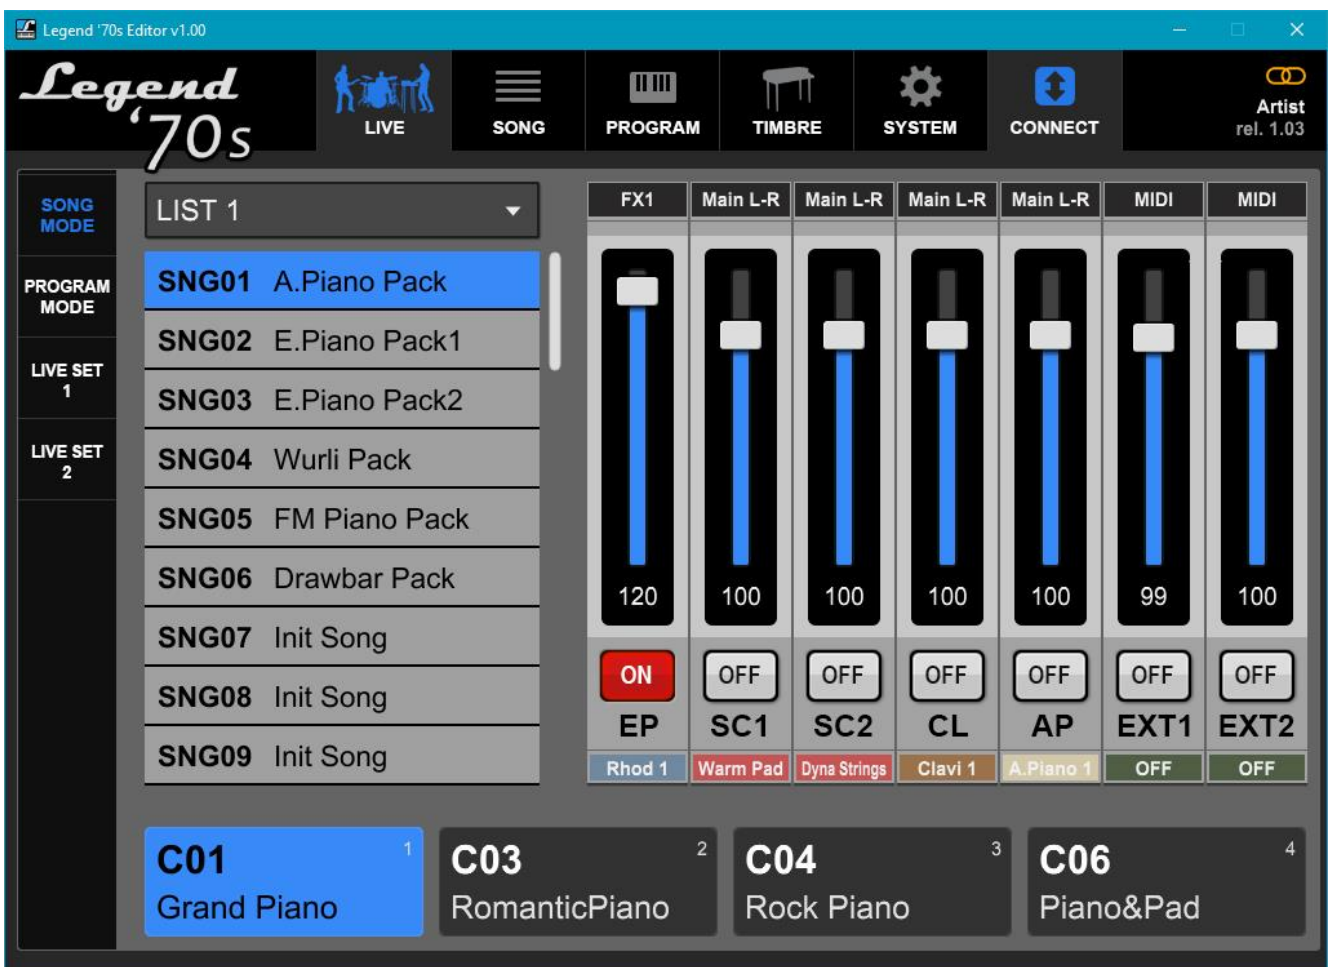 Legend '70s Editor v1.00
Legend
'70s
LIVE
SONG
PROGRAM
TIMBRE
SYSTEM
CONNECT
Artist
rel. 1.03
SONG
MODE
PROGRAM
MODE
LIVE SET
1
LIVE SET
2
LIST 1
SNG01 A.Piano Pack
SNG02 E.Piano Pack1
SNG03 E.Piano Pack2
SNG04 Wurli Pack
SNG05 FM Piano Pack
SNG06 Drawbar Pack
SNG07 Init Song
SNG08 Init Song
SNG09 Init Song
FX1 Main L-R Main L-R Main L-R Main L-R MIDI MIDI
120 100 100 100 100 99 100
ON OFF OFF OFF OFF OFF OFF
EP SC1 SC2 CL AP EXT1 EXT2
Rhod 1 Warm Pad Dyna Strings Clavi 1 A.Piano 1 OFF OFF
C01 1
Grand Piano
C03 2
RomanticPiano
C04 3
Rock Piano
C06 4
Piano&Pad